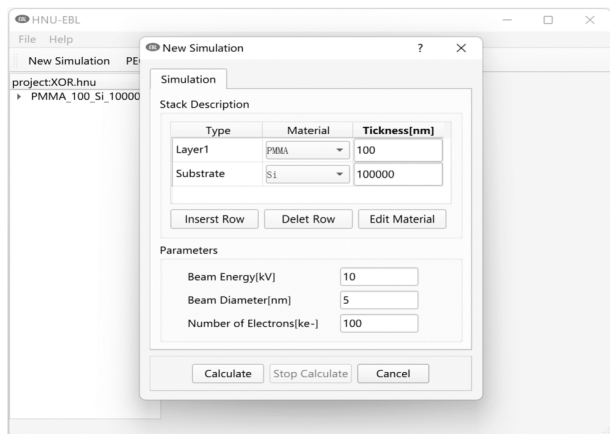 EBL HNU-EBL
File Help
New Simulation PE
project:XOR.hnu
PMMA_100_Si_10000
EBL New Simulation ?
Simulation
Stack Description
Type Material Tickness[nm]
Layer1 PMMA 100
Substrate Si 100000
Inserst Row Delet Row Edit Material
Parameters
Beam Energy[kV] 10
Beam Diameter[nm] 5
Number of Electrons[ke-] 100
Calculate Stop Calculate Cancel